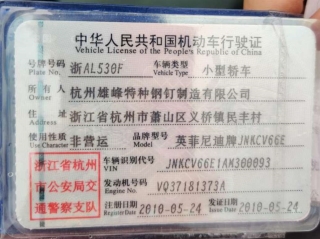 中华人民共和国机动车行驶证
Vehicle License of the People's Republic of China
号牌号码 浙AL530F 车辆类型 小型轿车
Plate No. Vehicle Type
所有人 杭州雄峰特种钢钉制造有限公司
Owner
住址 浙江省杭州市萧山区义桥镇民丰村
Address
使用性质 非营运 品牌型号 英菲尼迪牌JNKCV66E
Use Character Model
浙江省杭州 车辆识别代号 JNKCV66E1AM300093
VIN
市公安局交 发动机号码 VQ37181373A
Engine No.
通警察支队 注册日期 2010-05-24 发证日期 2010-05-24
Register Date Issue Date